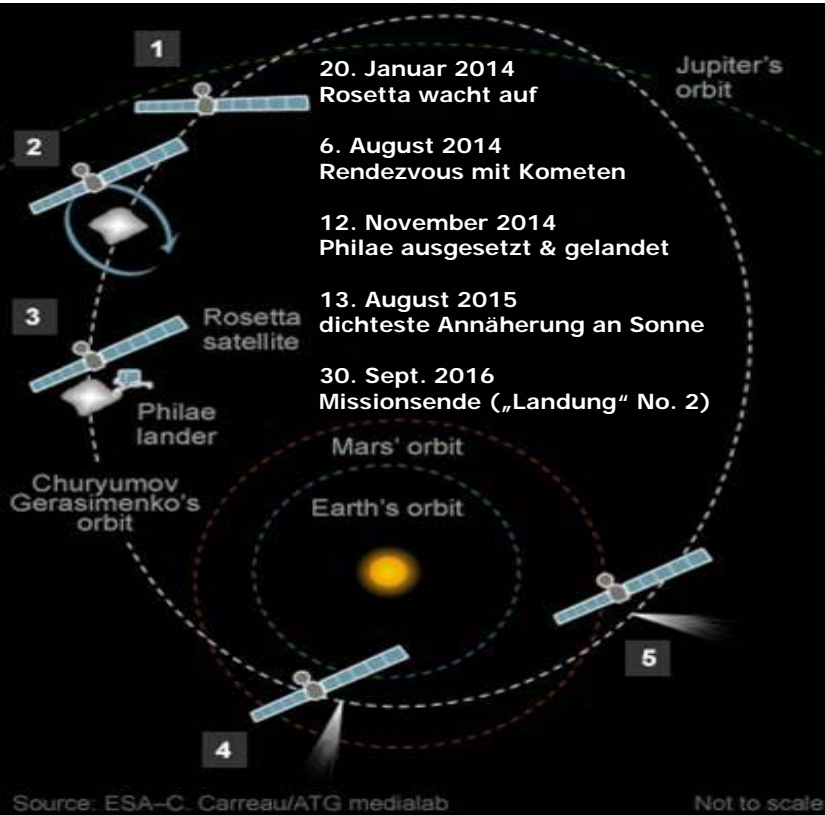 1
20. Januar 2014
Rosetta wacht auf
Jupiter's
orbit
2
6. August 2014
Rendezvous mit Kometen
12. November 2014
Philae ausgesetzt & gelandet
3
Rosetta
satellite
13. August 2015
dichteste Annäherung an Sonne
30. Sept. 2016
Missionsende („Landung“ No. 2)
Philae
lander
Mars' orbit
Churyumov
Gerasimenko's
orbit
Earth's orbit
5
4
Source: ESA–C. Carreau/ATG medialab
Not to scale